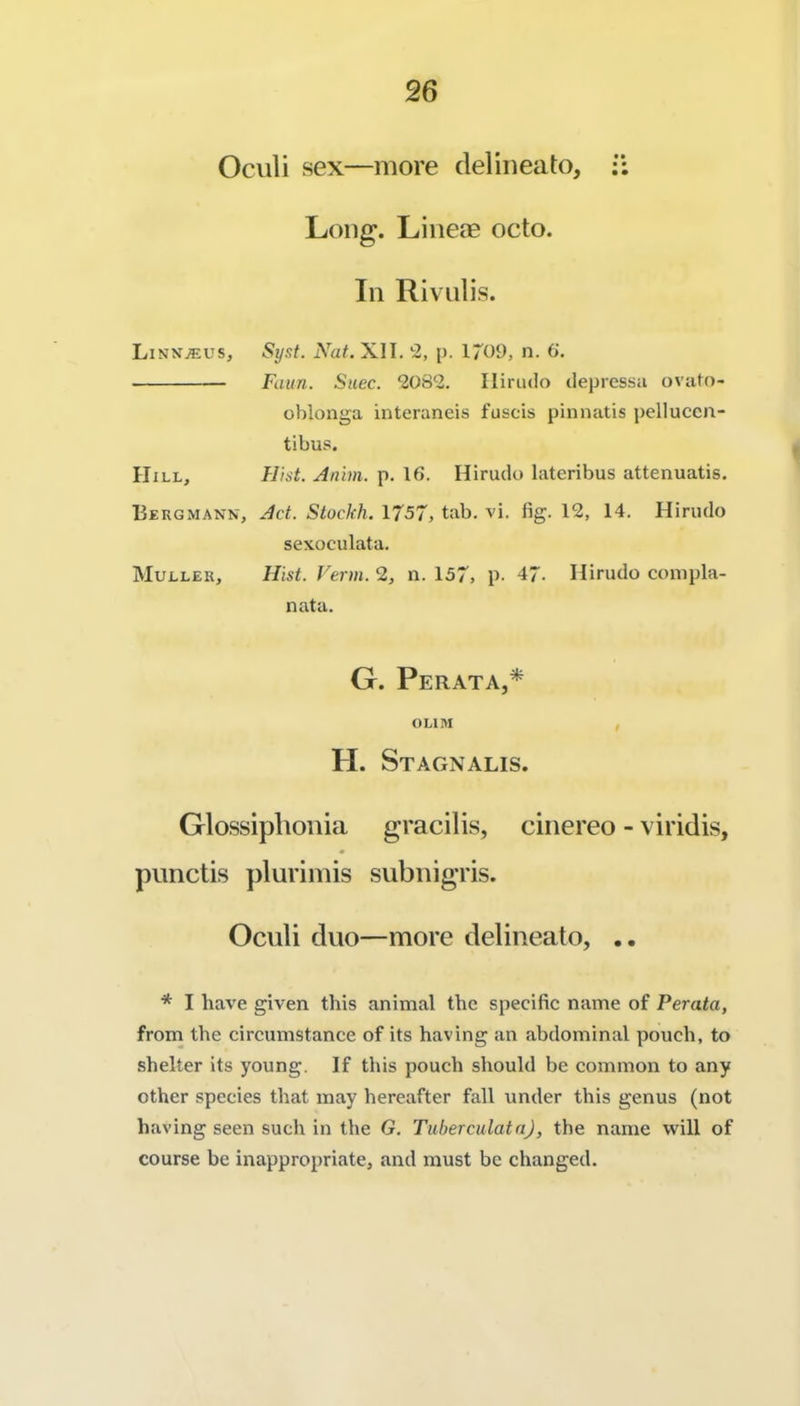 26
Oculi sex—more delineato, ⁝⁚
Long. Lineæ octo.
In Rivulis.
LINNÆUS, Syst. Nat. XII. 2, p. 1709, n. 6.
——— Faun. Suec. 2082. Hirudo depressa ovato-
oblonga interaneis fuscis pinnatis pellucen-
tibus.
HILL, Hist. Anim. p. 16. Hirudo lateribus attenuatis.
BERGMANN, Act. Stockh. 1757, tab. vi. fig. 12, 14. Hirudo
sexoculata.
MULLER, Hist. Verm. 2, n. 157, p. 47. Hirudo compla-
nata.
G. PERATA,*
OLIM
H. STAGNALIS.
Glossiphonia gracilis, cinereo - viridis,
punctis plurimis subnigris.
Oculi duo—more delineato, ..
* I have given this animal the specific name of Perata,
from the circumstance of its having an abdominal pouch, to
shelter its young. If this pouch should be common to any
other species that may hereafter fall under this genus (not
having seen such in the G. Tuberculata), the name will of
course be inappropriate, and must be changed.